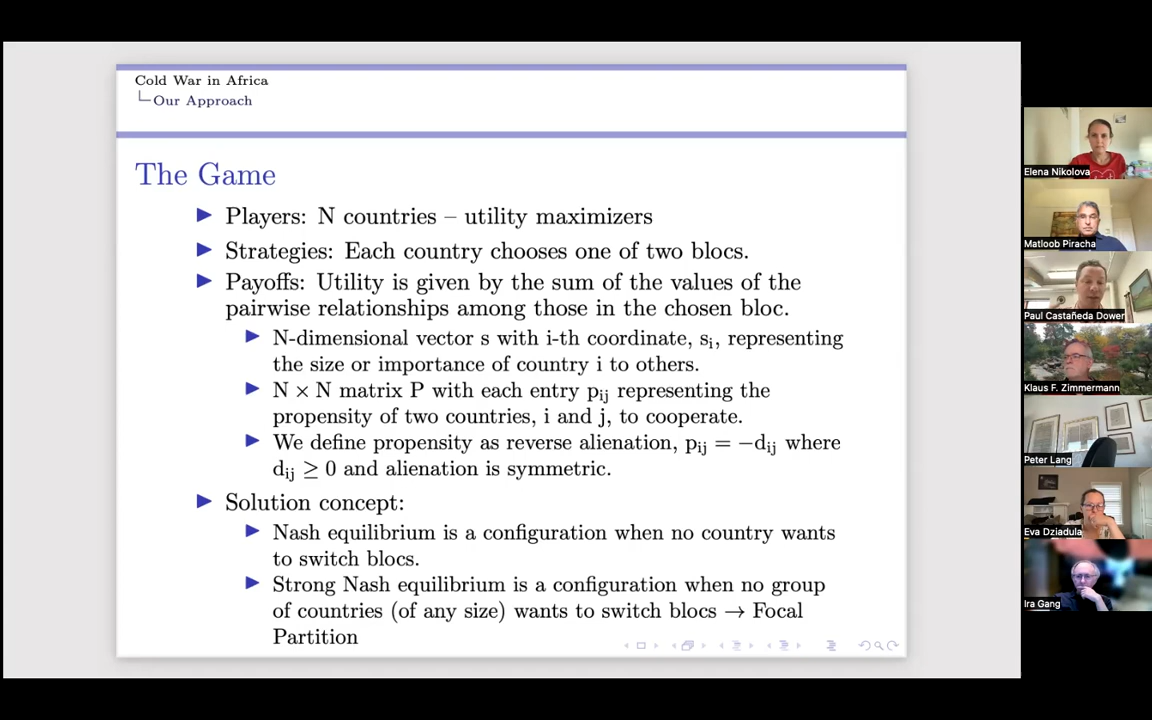 Cold War in Africa
Our Approach
The Game
Players: N countries – utility maximizers
Strategies: Each country chooses one of two blocs.
Payoffs: Utility is given by the sum of the values of the
pairwise relationships among those in the chosen bloc.
N-dimensional vector s with i-th coordinate, sᵢ, representing
the size or importance of country i to others.
N × N matrix P with each entry pᵢⱼ representing the
propensity of two countries, i and j, to cooperate.
We define propensity as reverse alienation, pᵢⱼ = −dᵢⱼ where
dᵢⱼ ≥ 0 and alienation is symmetric.
Solution concept:
Nash equilibrium is a configuration when no country wants
to switch blocs.
Strong Nash equilibrium is a configuration when no group
of countries (of any size) wants to switch blocs → Focal
Partition
Elena Nikolova
Matloob Piracha
Paul Castañeda Dower
Klaus F. Zimmermann
Peter Lang
Eva Dziadula
Ira Gang